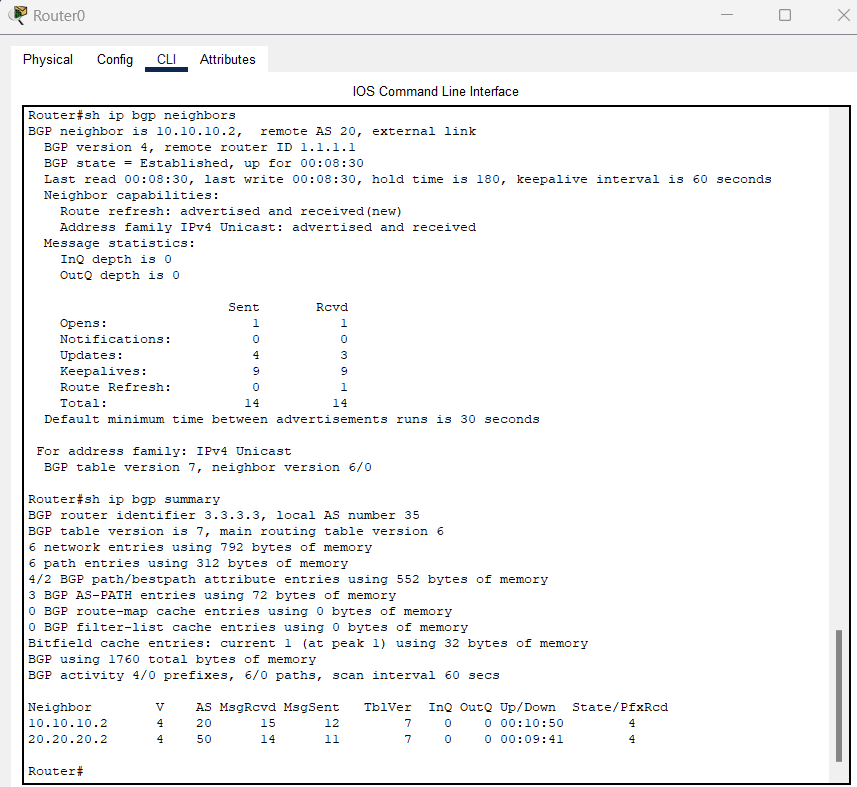 Router0
Physical Config CLI Attributes
IOS Command Line Interface
Router#sh ip bgp neighbors
BGP neighbor is 10.10.10.2,  remote AS 20, external link
  BGP version 4, remote router ID 1.1.1.1
  BGP state = Established, up for 00:08:30
  Last read 00:08:30, last write 00:08:30, hold time is 180, keepalive interval is 60 seconds
  Neighbor capabilities:
    Route refresh: advertised and received(new)
    Address family IPv4 Unicast: advertised and received
  Message statistics:
    InQ depth is 0
    OutQ depth is 0
                         Sent       Rcvd
    Opens:                  1          1
    Notifications:          0          0
    Updates:                4          3
    Keepalives:             9          9
    Route Refresh:          0          1
    Total:                 14         14
  Default minimum time between advertisements runs is 30 seconds
 For address family: IPv4 Unicast
  BGP table version 7, neighbor version 6/0
Router#sh ip bgp summary
BGP router identifier 3.3.3.3, local AS number 35
BGP table version is 7, main routing table version 6
6 network entries using 792 bytes of memory
6 path entries using 312 bytes of memory
4/2 BGP path/bestpath attribute entries using 552 bytes of memory
3 BGP AS-PATH entries using 72 bytes of memory
0 BGP route-map cache entries using 0 bytes of memory
0 BGP filter-list cache entries using 0 bytes of memory
Bitfield cache entries: current 1 (at peak 1) using 32 bytes of memory
BGP using 1760 total bytes of memory
BGP activity 4/0 prefixes, 6/0 paths, scan interval 60 secs
Neighbor        V    AS MsgRcvd MsgSent   TblVer  InQ OutQ Up/Down  State/PfxRcd
10.10.10.2      4    20      15      12        7    0    0 00:10:50        4
20.20.20.2      4    50      14      11        7    0    0 00:09:41        4
Router#